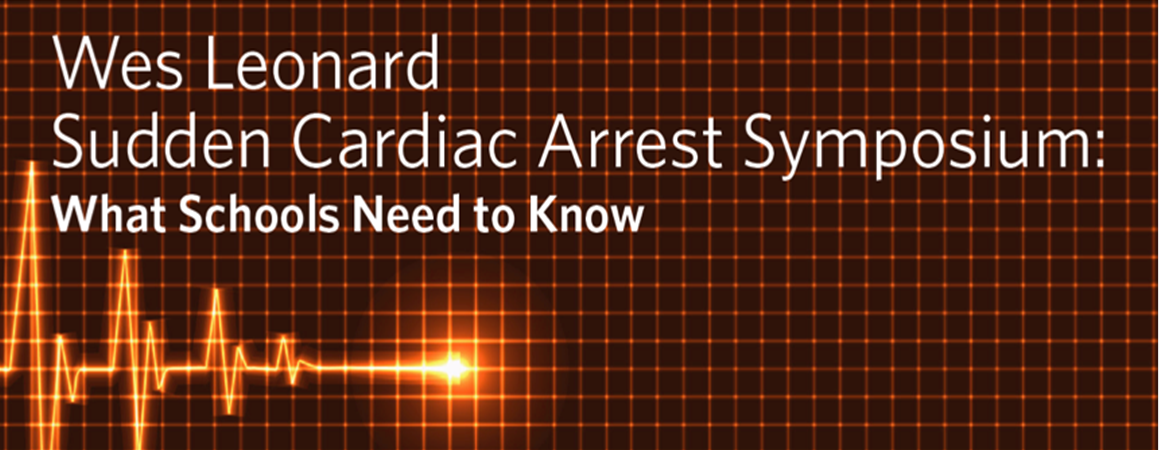 Wes Leonard
Sudden Cardiac Arrest Symposium:
What Schools Need to Know